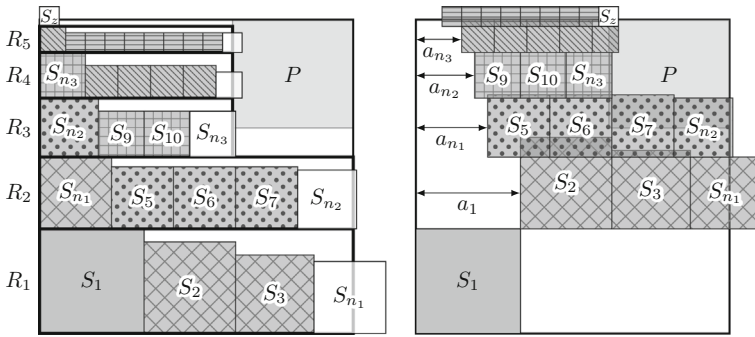 S_z
R_5
R_4 S_{n_3} P
R_3 S_{n_2} S_9 S_{10} S_{n_3}
R_2 S_{n_1} S_5 S_6 S_7 S_{n_2}
R_1 S_1 S_2 S_3 S_{n_1}
S_z
a_{n_3}
a_{n_2} S_9 S_{10} S_{n_3} P
a_{n_1} S_5 S_6 S_7 S_{n_2}
a_1 S_2 S_3 S_{n_1}
S_1